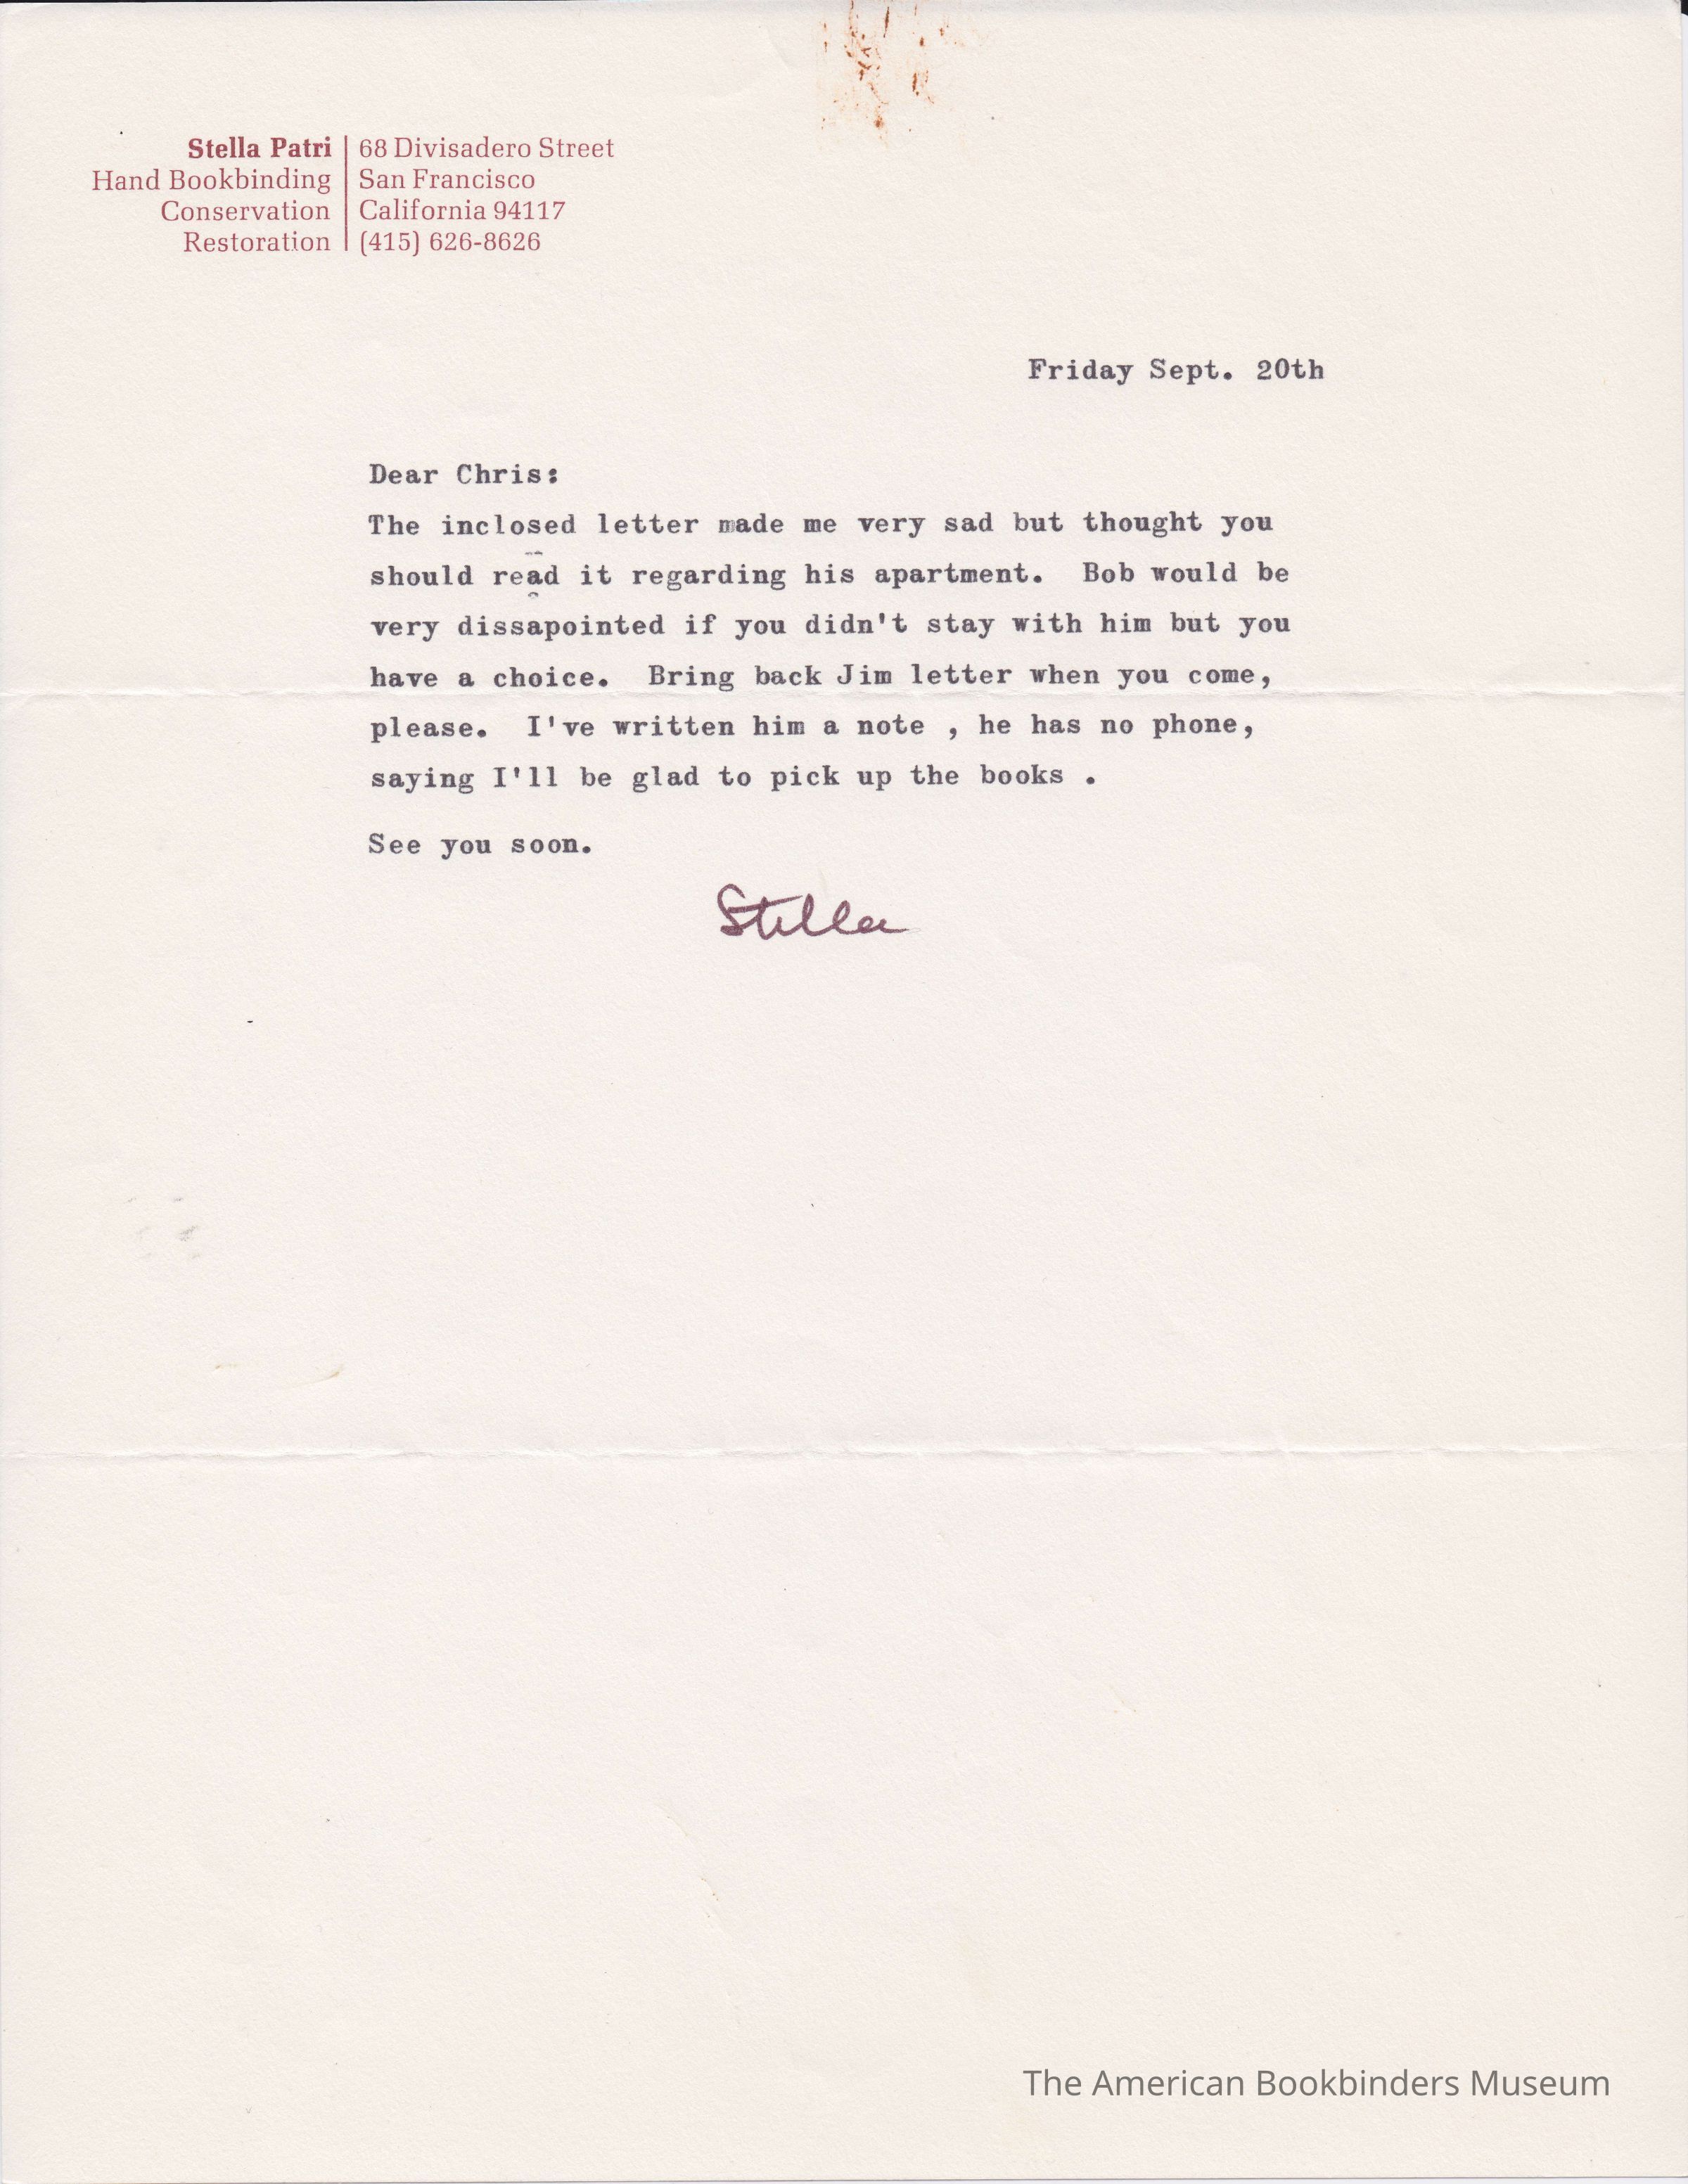 Stella Patri | 68 Divisadero Street
Hand Bookbinding | San Francisco
Conservation | California 94117
Restoration | (415) 626-8626
Friday Sept. 20th
Dear Chris:
The inclosed letter made me very sad but thought you
should read it regarding his apartment. Bob would be
very dissapointed if you didn't stay with him but you
have a choice. Bring back Jim letter when you come,
please. I've written him a note , he has no phone,
saying I'll be glad to pick up the books .
See you soon.
Stella
The American Bookbinders Museum